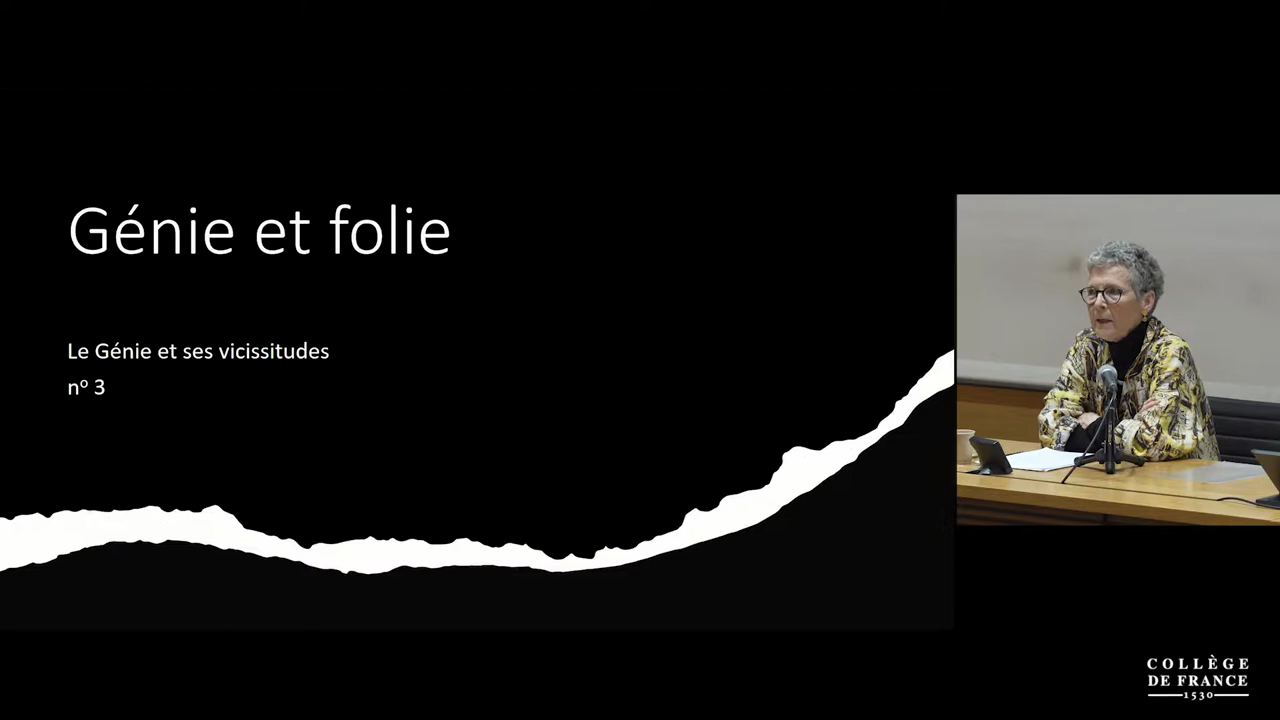 Génie et folie
Le Génie et ses vicissitudes
nº 3
COLLÈGE
DE FRANCE
1530